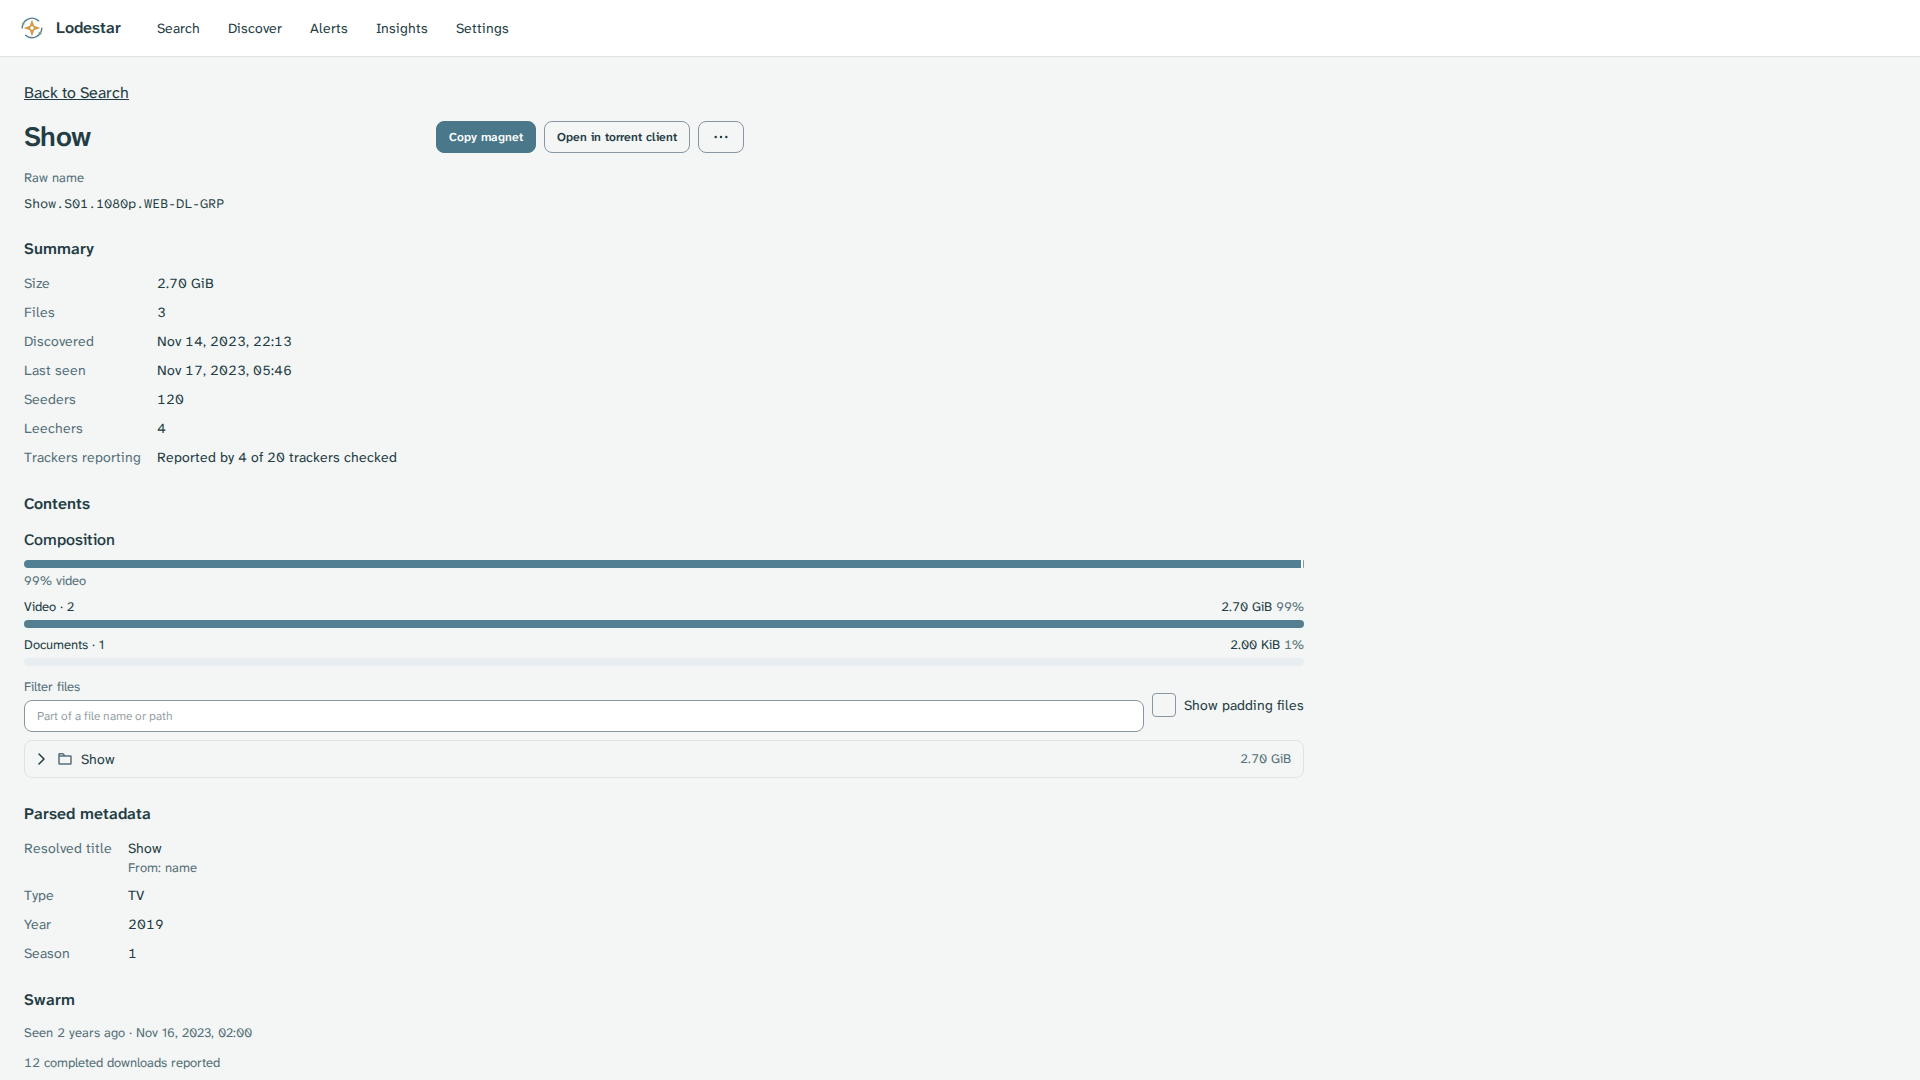 Lodestar Search Discover Alerts Insights Settings
Back to Search
Show
Copy magnet Open in torrent client ···
Raw name
Show.S01.1080p.WEB-DL-GRP
Summary
Size 2.70 GiB
Files 3
Discovered Nov 14, 2023, 22:13
Last seen Nov 17, 2023, 05:46
Seeders 120
Leechers 4
Trackers reporting Reported by 4 of 20 trackers checked
Contents
Composition
99% video
Video · 2 2.70 GiB 99%
Documents · 1 2.00 KiB 1%
Filter files
Part of a file name or path
Show padding files
Show 2.70 GiB
Parsed metadata
Resolved title Show
From: name
Type TV
Year 2019
Season 1
Swarm
Seen 2 years ago · Nov 16, 2023, 02:00
12 completed downloads reported